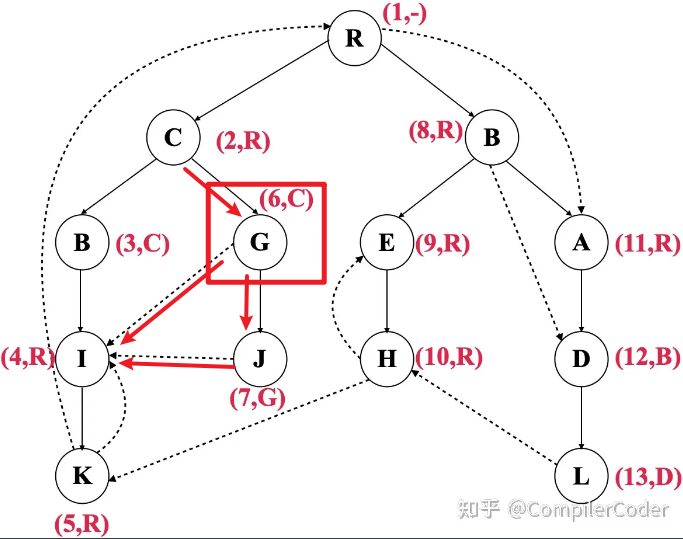 (1,-)
R
C
(2,R)
(8,R)
B
(6,C)
B
(3,C)
G
E
(9,R)
A
(11,R)
(4,R)
I
J
H
(10,R)
D
(12,B)
(7,G)
K
L
(13,D)
(5,R)
知乎 @CompilerCoder